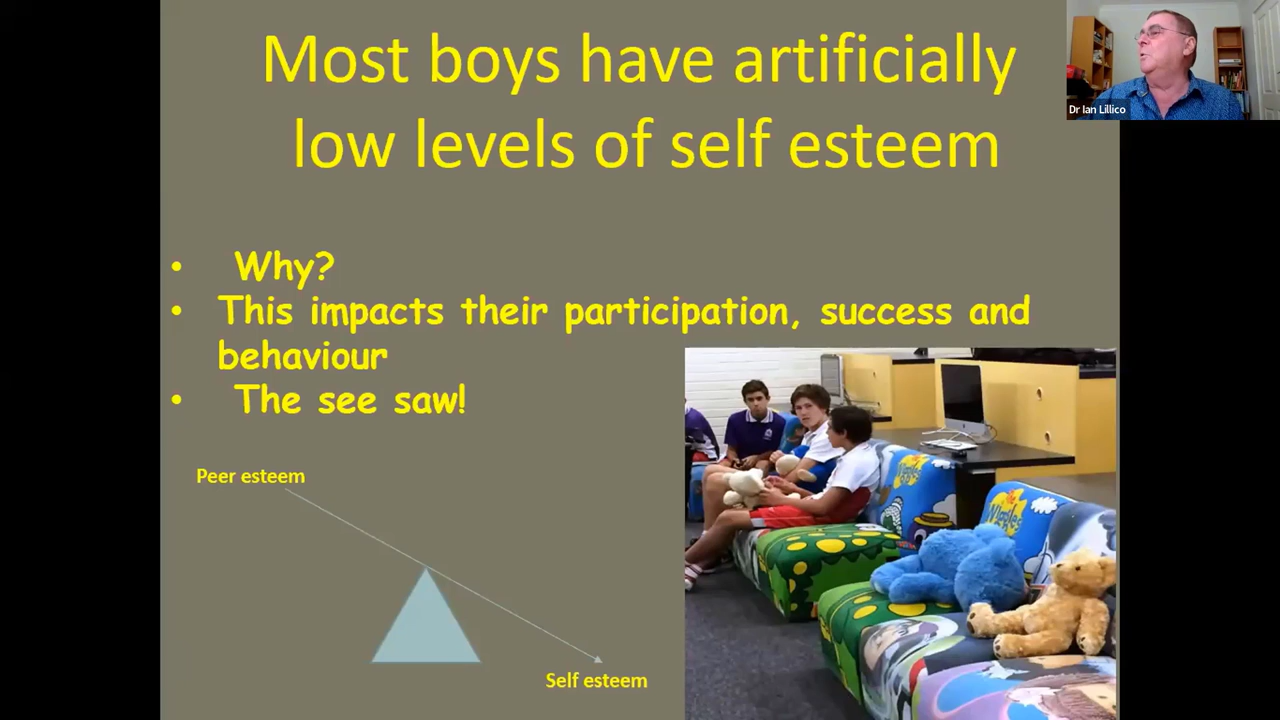 Most boys have artificially
low levels of self esteem
Dr Ian Lillico
• Why?
• This impacts their participation, success and
behaviour
• The see saw!
Peer esteem
Self esteem
Wiggles